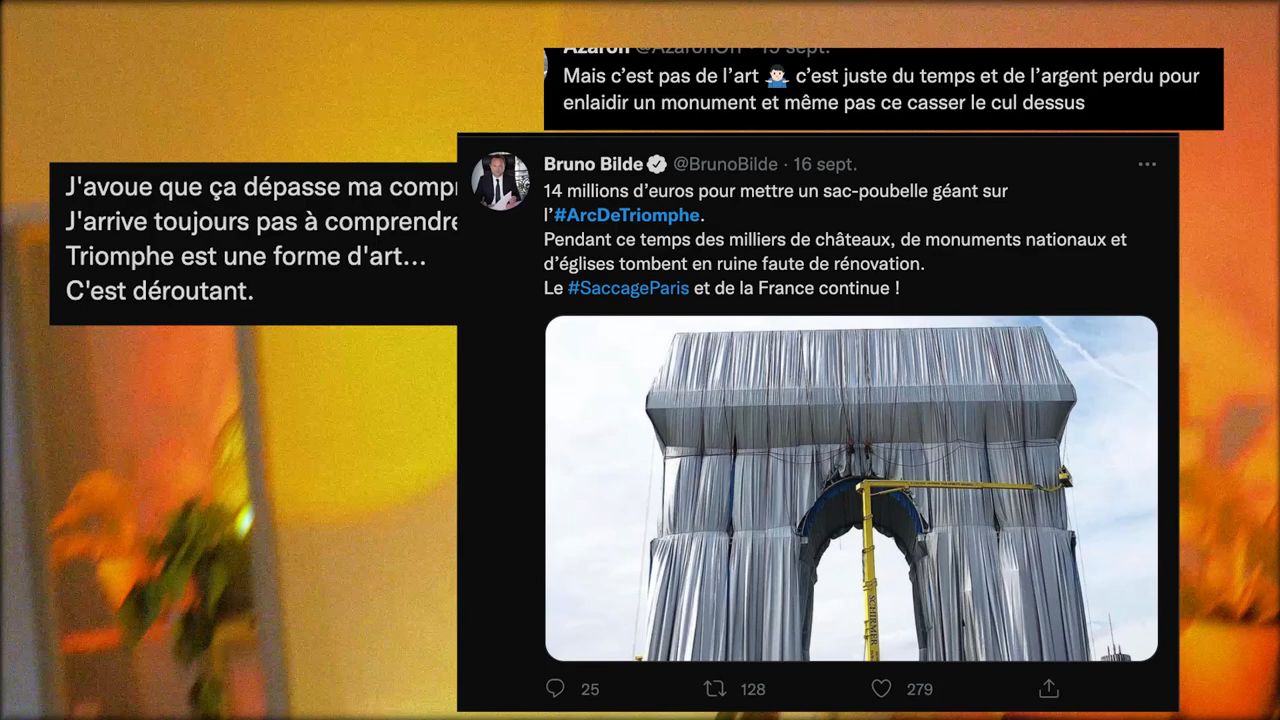 Azaron @AzaronOff · 15 sept.
Mais c’est pas de l’art 🤷🏻‍♂️ c’est juste du temps et de l’argent perdu pour
enlaidir un monument et même pas ce casser le cul dessus
J'avoue que ça dépasse ma
J'arrive toujours pas à
Triomphe est une forme d'art...
C'est déroutant.
Bruno Bilde @BrunoBilde · 16 sept.
14 millions d’euros pour mettre un sac-poubelle géant sur
l’#ArcDeTriomphe.
Pendant ce temps des milliers de châteaux, de monuments nationaux et
d’églises tombent en ruine faute de rénovation.
Le #SaccageParis et de la France continue !
SCHIRMER
25 128 279